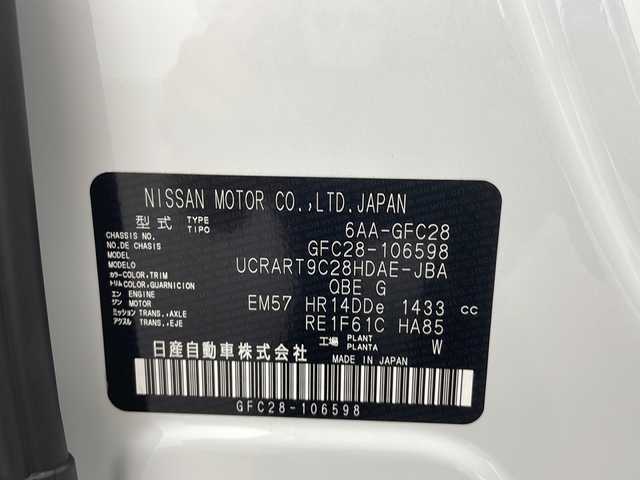 NISSAN MOTOR CO.,LTD.JAPAN
型式 TYPE TIPO 6AA-GFC28
CHASSIS NO. NO.DE CHASIS GFC28-106598
MODEL MODELO UCRART9C28HDAE-JBA
カラー COLOR,TRIM トリム COLOR,GUARNICION QBE G
エン ENGINE ジン MOTOR EM57 HR14DDe 1433 cc
ミッション TRANS.,AXLE アクスル TRANS.,EJE RE1F61C HA85
工場 PLANT PLANTA W
日産自動車株式会社 MADE IN JAPAN
GFC28-106598